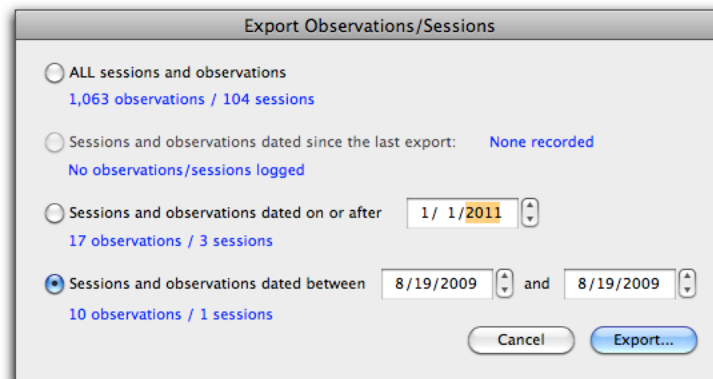 Export Observations/Sessions
ALL sessions and observations
1,063 observations / 104 sessions
Sessions and observations dated since the last export: None recorded
No observations/sessions logged
Sessions and observations dated on or after 1/ 1/2011
17 observations / 3 sessions
Sessions and observations dated between 8/19/2009 and 8/19/2009
10 observations / 1 sessions
Cancel Export...